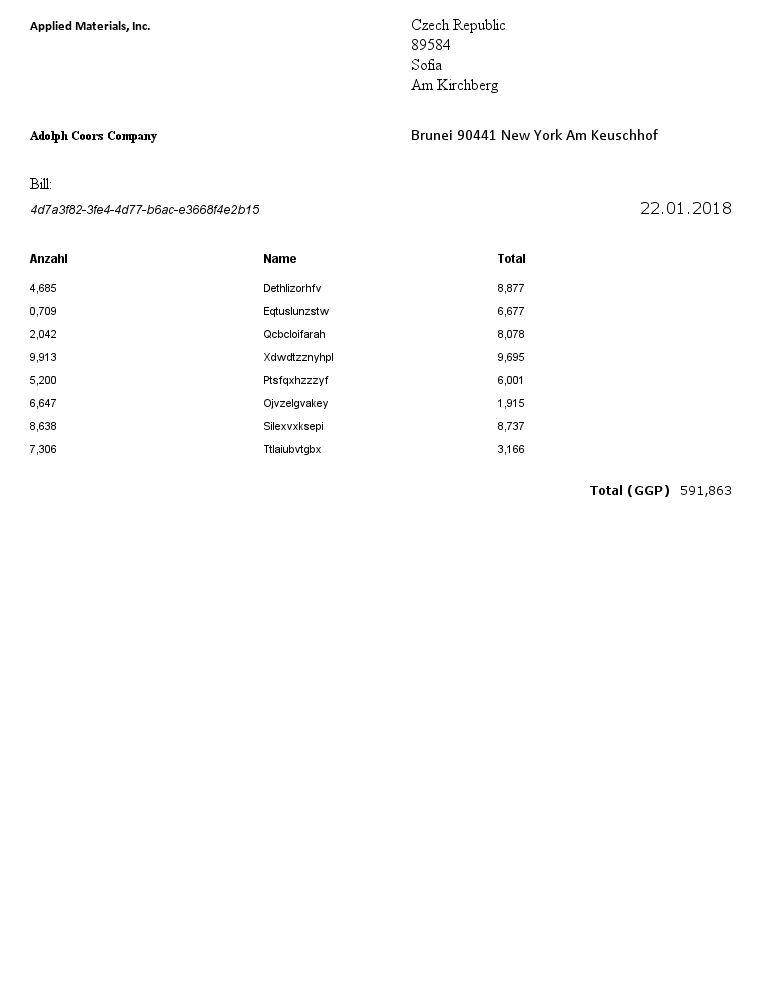 Applied Materials, Inc.
Czech Republic
89584
Sofia
Am Kirchberg
Adolph Coors Company
Brunei 90441 New York Am Keuschhof
Bill:
4d7a3f82-3fe4-4d77-b6ac-e3668f4e2b15
22.01.2018
Anzahl Name Total
4,685 Dethlizorhfv 8,877
0,709 Eqtuslunzstw 6,677
2,042 Qcbcloifarah 8,078
9,913 Xdwdtzznyhpl 9,695
5,200 Ptsfqxhzzzyf 6,001
6,647 Ojvzelgvakey 1,915
8,638 Silexvxksepi 8,737
7,306 Ttlaiubvtgbx 3,166
Total (GGP) 591,863